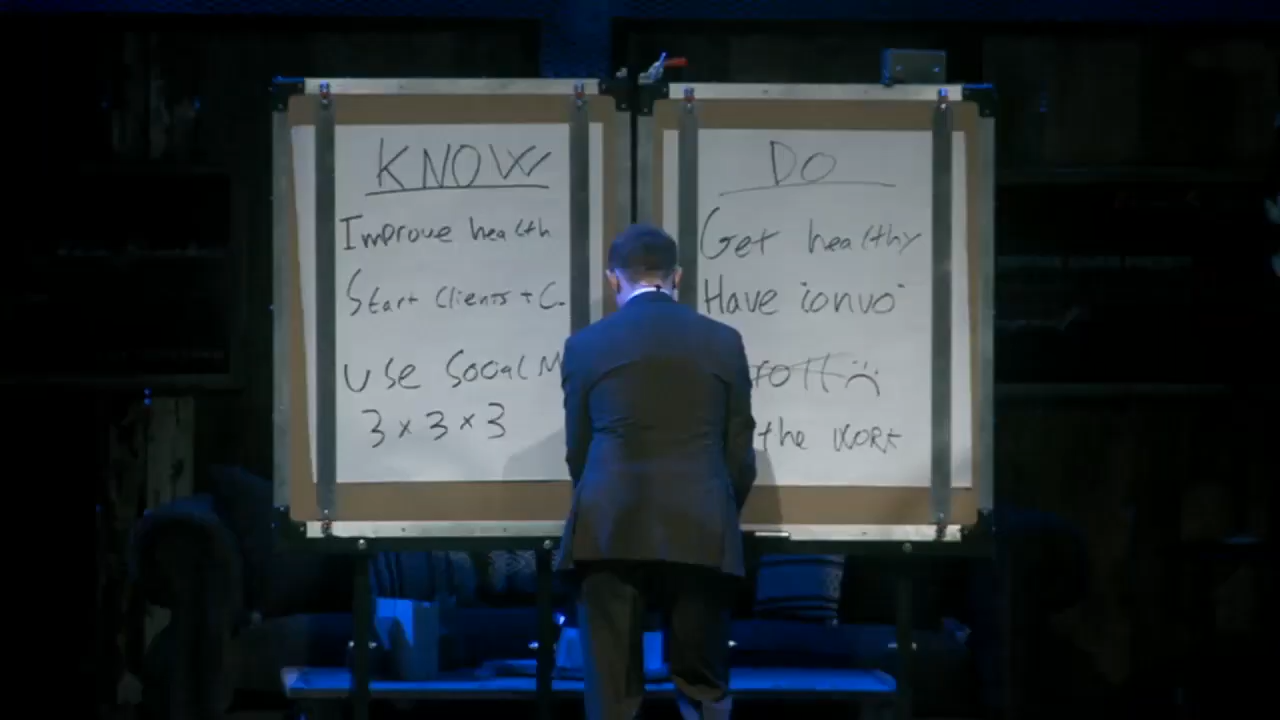 KNOW
Improve health
Start Clients + C.
Use Social M
3 x 3 x 3
DO
Get healthy
Have convo
the WORK